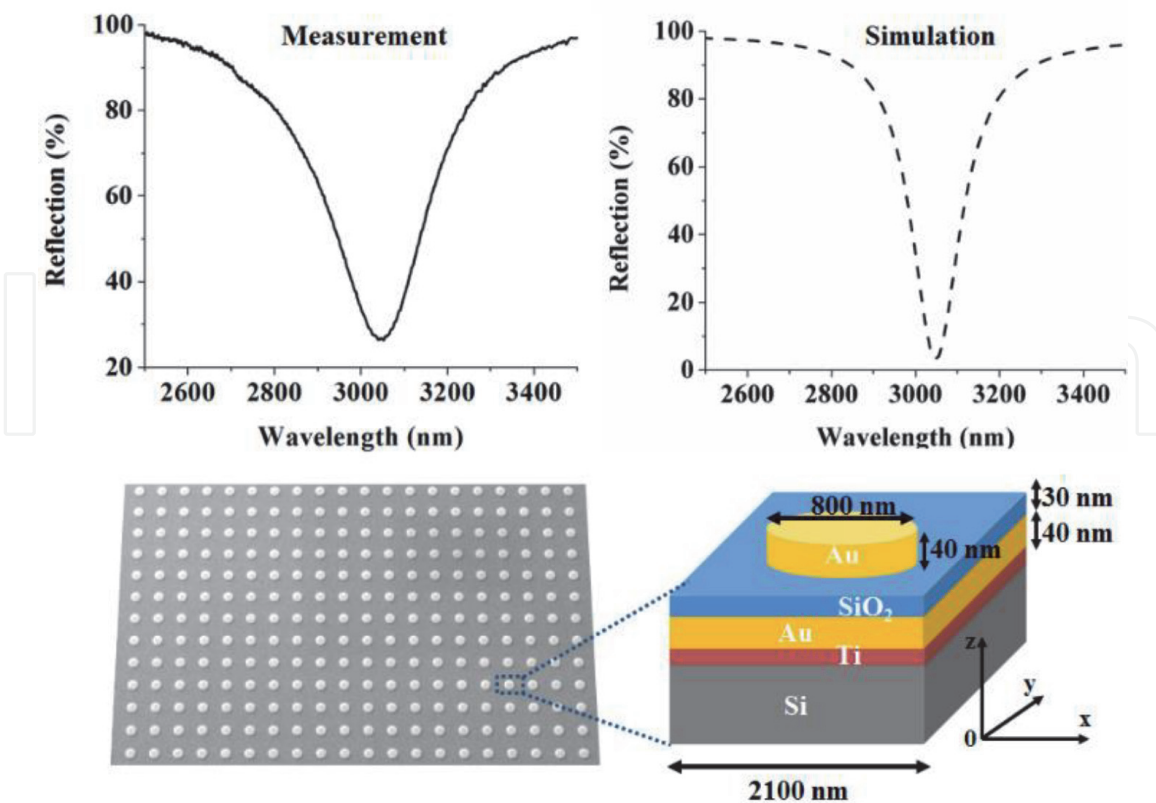 Measurement
Reflection (%)
100
80
60
40
20
2600 2800 3000 3200 3400
Wavelength (nm)
Simulation
Reflection (%)
100
80
60
40
20
0
2600 2800 3000 3200 3400
Wavelength (nm)
800 nm
30 nm
40 nm
Au
40 nm
SiO₂
Au
Ti
Si
z
y
x
0
2100 nm